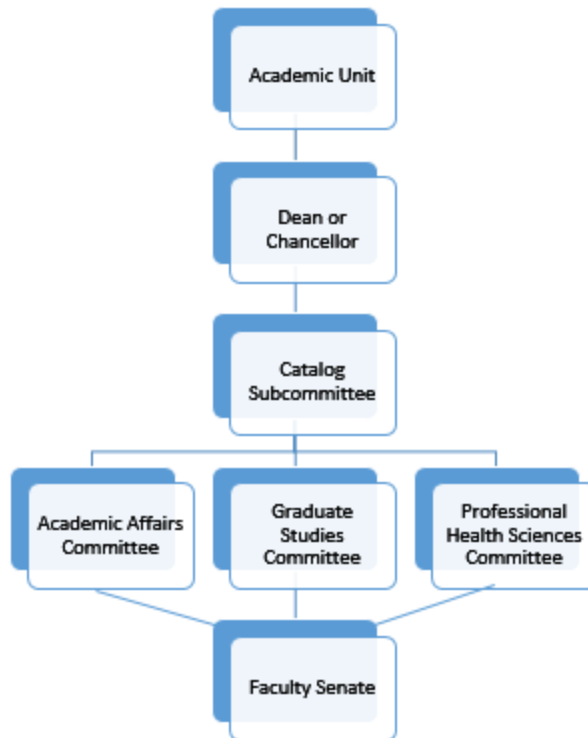 Academic Unit
Dean or
Chancellor
Catalog
Subcommittee
Academic Affairs
Committee
Graduate
Studies
Committee
Professional
Health Sciences
Committee
Faculty Senate